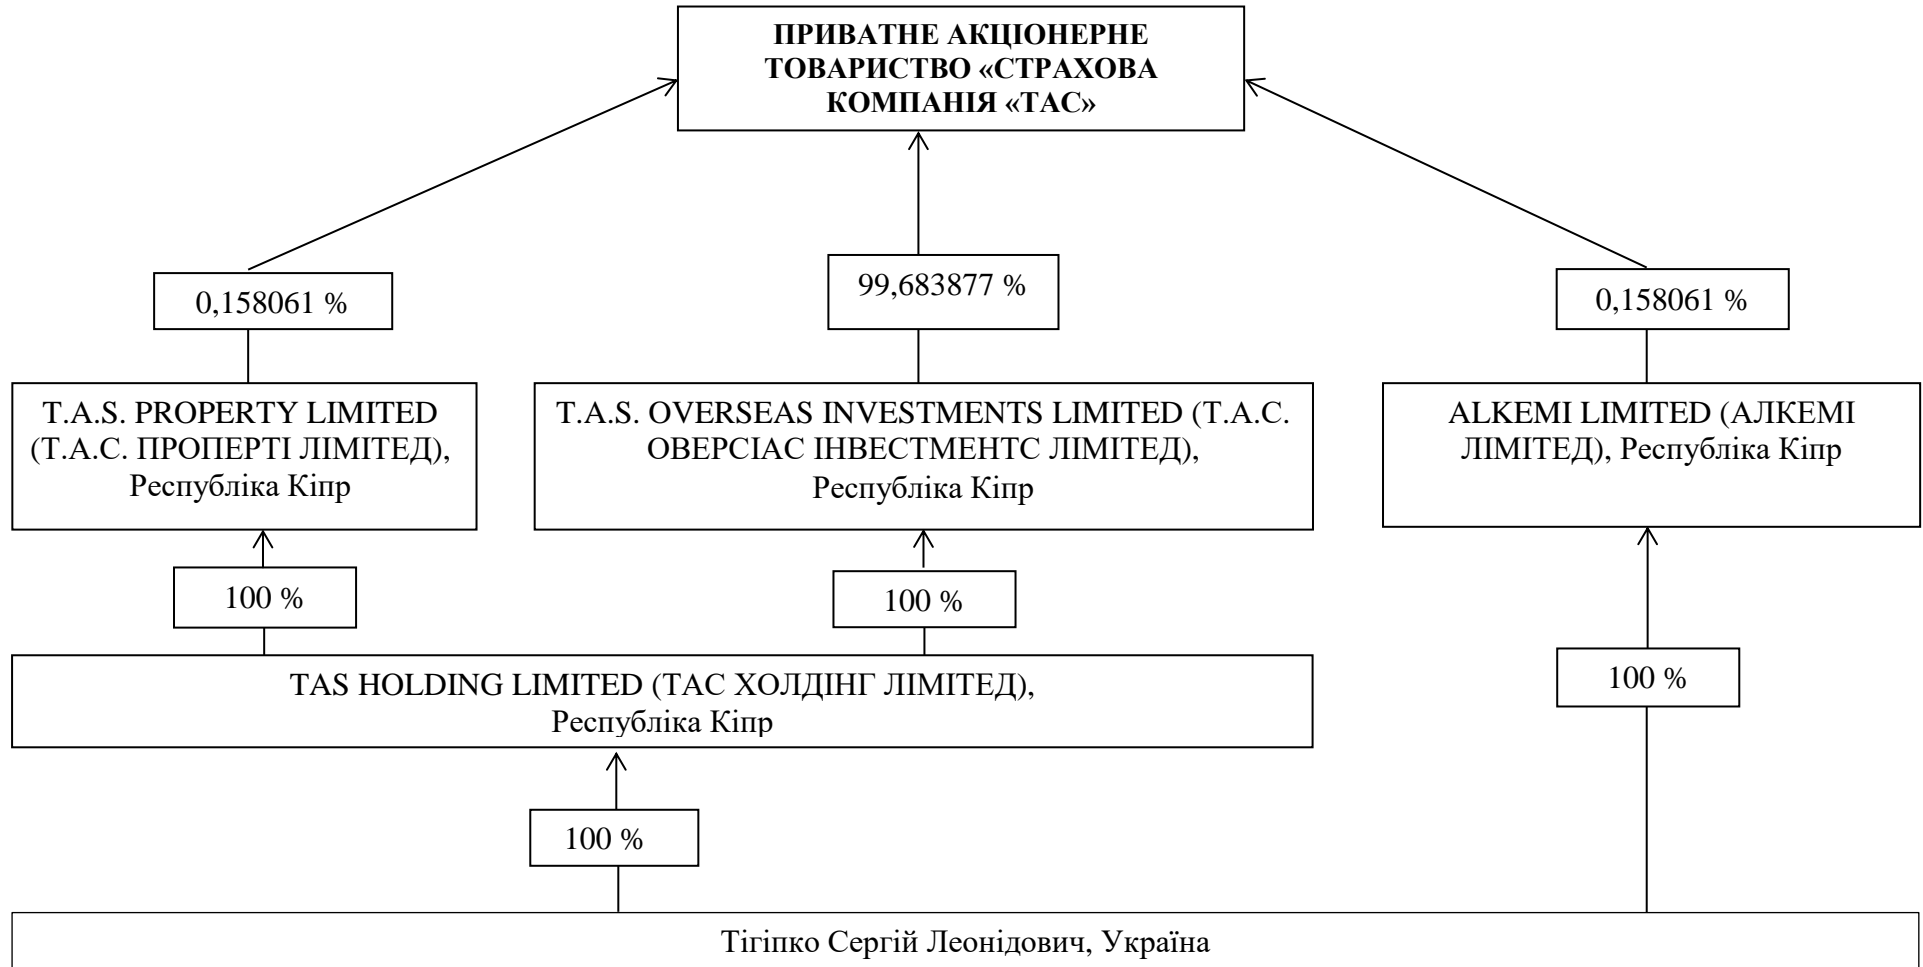 ПРИВАТНЕ АКЦІОНЕРНЕ
ТОВАРИСТВО «СТРАХОВА
КОМПАНІЯ «ТАС»
0,158061 %
99,683877 %
0,158061 %
T.A.S. PROPERTY LIMITED
(Т.А.С. ПРОПЕРТІ ЛІМІТЕД),
Республіка Кіпр
T.A.S. OVERSEAS INVESTMENTS LIMITED (Т.А.С.
ОВЕРСІАС ІНВЕСТМЕНТС ЛІМІТЕД),
Республіка Кіпр
ALKEMI LIMITED (АЛКЕМІ
ЛІМІТЕД), Республіка Кіпр
100 %
100 %
100 %
TAS HOLDING LIMITED (ТАС ХОЛДІНГ ЛІМІТЕД),
Республіка Кіпр
100 %
Тігіпко Сергій Леонідович, Україна